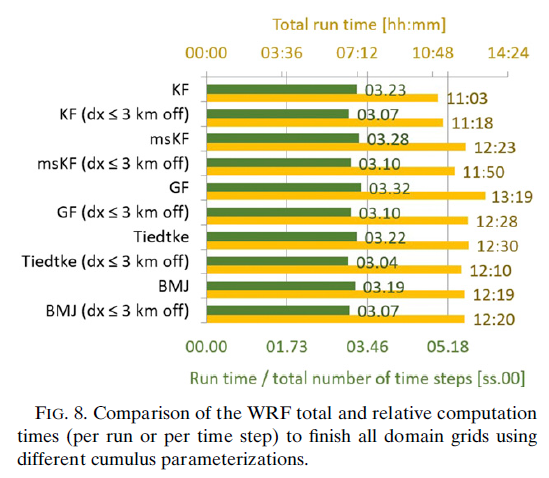 Total run time [hh:mm]
00:00 03:36 07:12 10:48 14:24
KF 03.23 11:03
KF (dx ≤ 3 km off) 03.07 11:18
msKF 03.28 12:23
msKF (dx ≤ 3 km off) 03.10 11:50
GF 03.32 13:19
GF (dx ≤ 3 km off) 03.10 12:28
Tiedtke 03.22 12:30
Tiedtke (dx ≤ 3 km off) 03.04 12:10
BMJ 03.19 12:19
BMJ (dx ≤ 3 km off) 03.07 12:20
00.00 01.73 03.46 05.18
Run time / total number of time steps [ss.00]
FIG. 8. Comparison of the WRF total and relative computation
times (per run or per time step) to finish all domain grids using
different cumulus parameterizations.